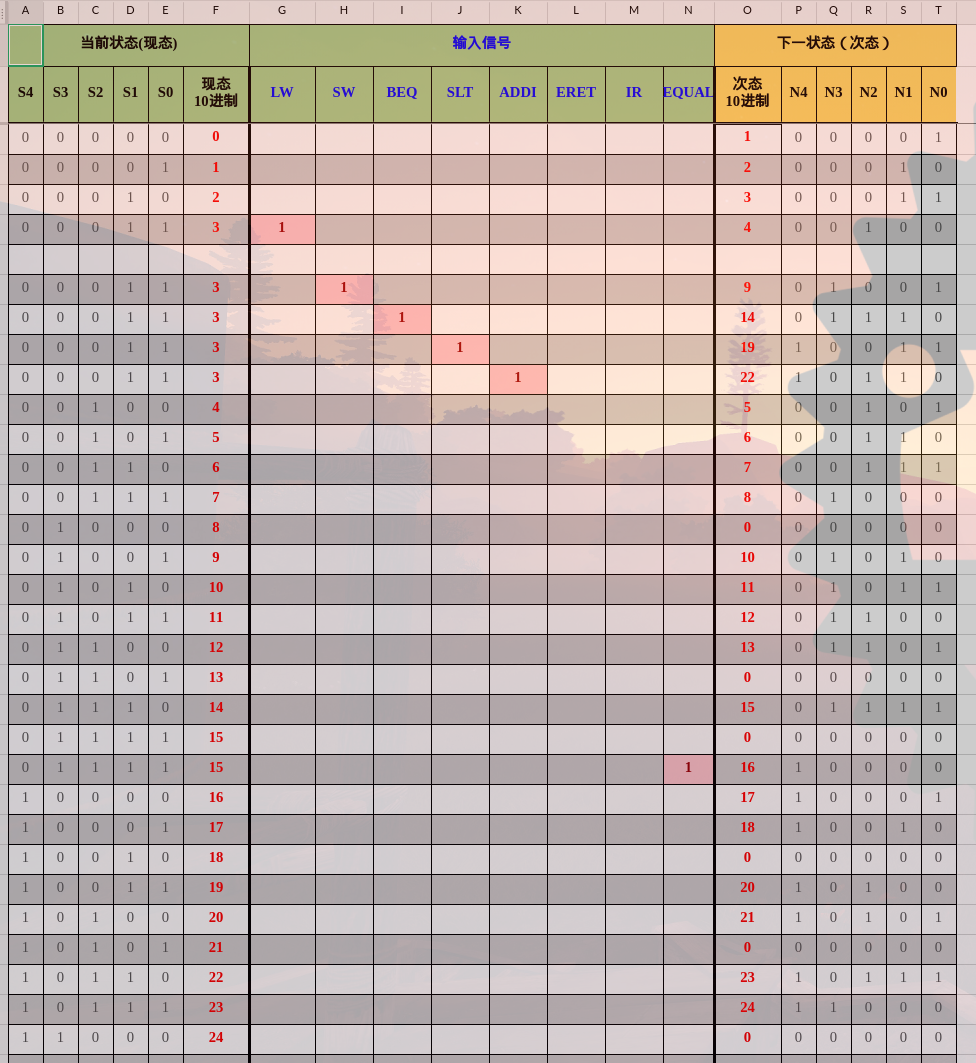 A B C D E F G H I J K L M N O P Q R S T
当前状态(现态) 输入信号 下一状态（次态）
S4 S3 S2 S1 S0 现态 10进制 LW SW BEQ SLT ADDI ERET IR EQUAL 次态 10进制 N4 N3 N2 N1 N0
0 0 0 0 0 0 1 0 0 0 0 1
0 0 0 0 1 1 2 0 0 0 1 0
0 0 0 1 0 2 3 0 0 0 1 1
0 0 0 1 1 3 1 4 0 0 1 0 0
0 0 0 1 1 3 1 9 0 1 0 0 1
0 0 0 1 1 3 1 14 0 1 1 1 0
0 0 0 1 1 3 1 19 1 0 0 1 1
0 0 0 1 1 3 1 22 1 0 1 1 0
0 0 1 0 0 4 5 0 0 1 0 1
0 0 1 0 1 5 6 0 0 1 1 0
0 0 1 1 0 6 7 0 0 1 1 1
0 0 1 1 1 7 8 0 1 0 0 0
0 1 0 0 0 8 0 0 0 0 0 0
0 1 0 0 1 9 10 0 1 0 1 0
0 1 0 1 0 10 11 0 1 0 1 1
0 1 0 1 1 11 12 0 1 1 0 0
0 1 1 0 0 12 13 0 1 1 0 1
0 1 1 0 1 13 0 0 0 0 0 0
0 1 1 1 0 14 15 0 1 1 1 1
0 1 1 1 1 15 0 0 0 0 0 0
0 1 1 1 1 15 1 16 1 0 0 0 0
1 0 0 0 0 16 17 1 0 0 0 1
1 0 0 0 1 17 18 1 0 0 1 0
1 0 0 1 0 18 0 0 0 0 0 0
1 0 0 1 1 19 20 1 0 1 0 0
1 0 1 0 0 20 21 1 0 1 0 1
1 0 1 0 1 21 0 0 0 0 0 0
1 0 1 1 0 22 23 1 0 1 1 1
1 0 1 1 1 23 24 1 1 0 0 0
1 1 0 0 0 24 0 0 0 0 0 0